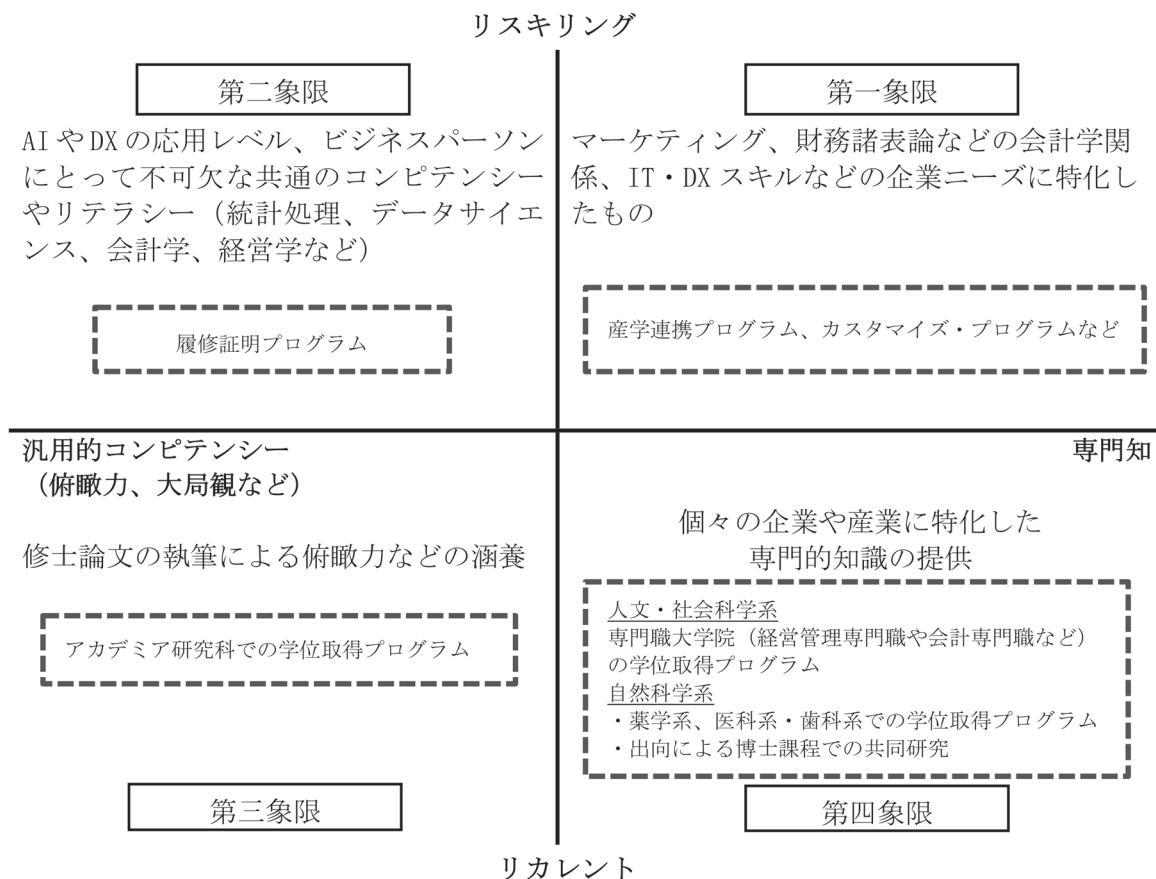 リスキリング
第二象限
AIやDXの応用レベル、ビジネスパーソン
にとって不可欠な共通のコンピテンシー
やリテラシー（統計処理、データサイエ
ンス、会計学、経営学など）
履修証明プログラム
第一象限
マーケティング、財務諸表論などの会計学関
係、IT・DXスキルなどの企業ニーズに特化し
たもの
産学連携プログラム、カスタマイズ・プログラムなど
汎用的コンピテンシー
（俯瞰力、大局観など）
修士論文の執筆による俯瞰力などの涵養
アカデミア研究科での学位取得プログラム
第三象限
専門知
個々の企業や産業に特化した
専門的知識の提供
人文・社会科学系
専門職大学院（経営管理専門職や会計専門職など）
の学位取得プログラム
自然科学系
・薬学系、医科系・歯科系での学位取得プログラム
・出向による博士課程での共同研究
第四象限
リカレント